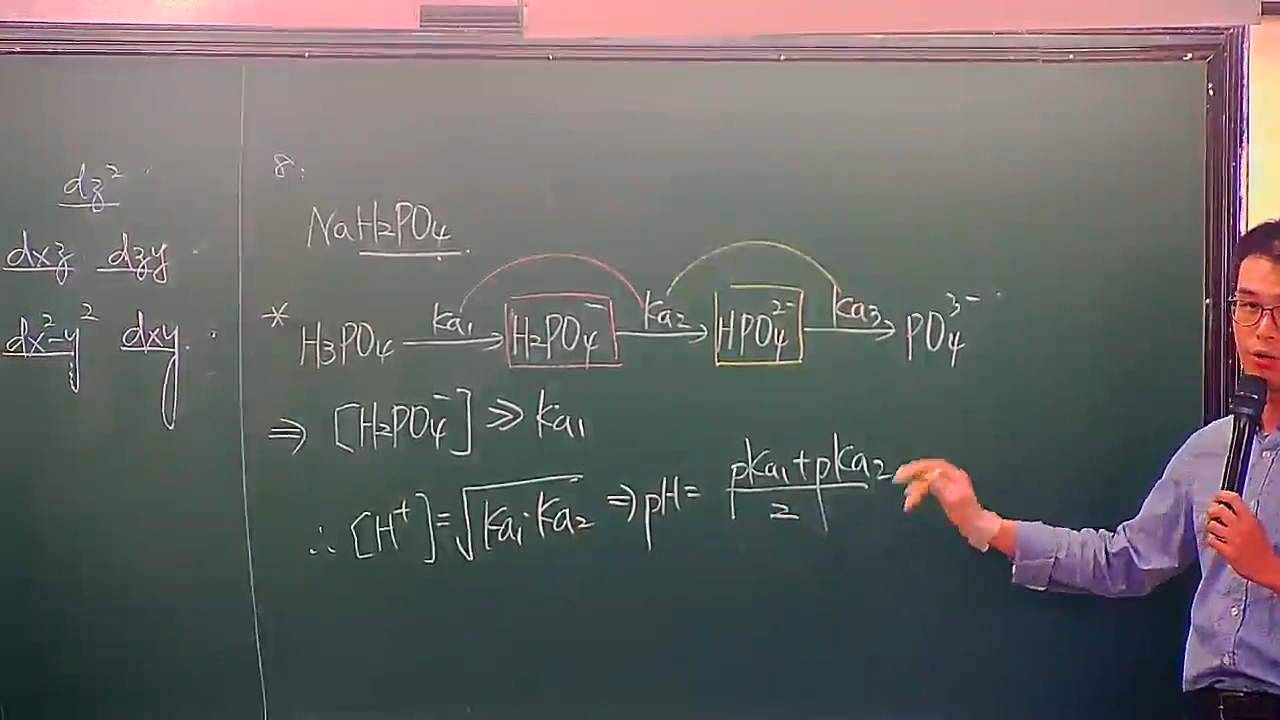 dz²
dxz dzy
dx²-y² dxy
8.
NaH₂PO₄
* H₃PO₄ —ka₁→ H₂PO₄⁻ —ka₂→ HPO₄²⁻ —ka₃→ PO₄³⁻
⇒ [H₂PO₄⁻] ≫ ka₁
∴ [H⁺]=√ka₁·ka₂ ⇒ pH= (pka₁+pka₂)/2